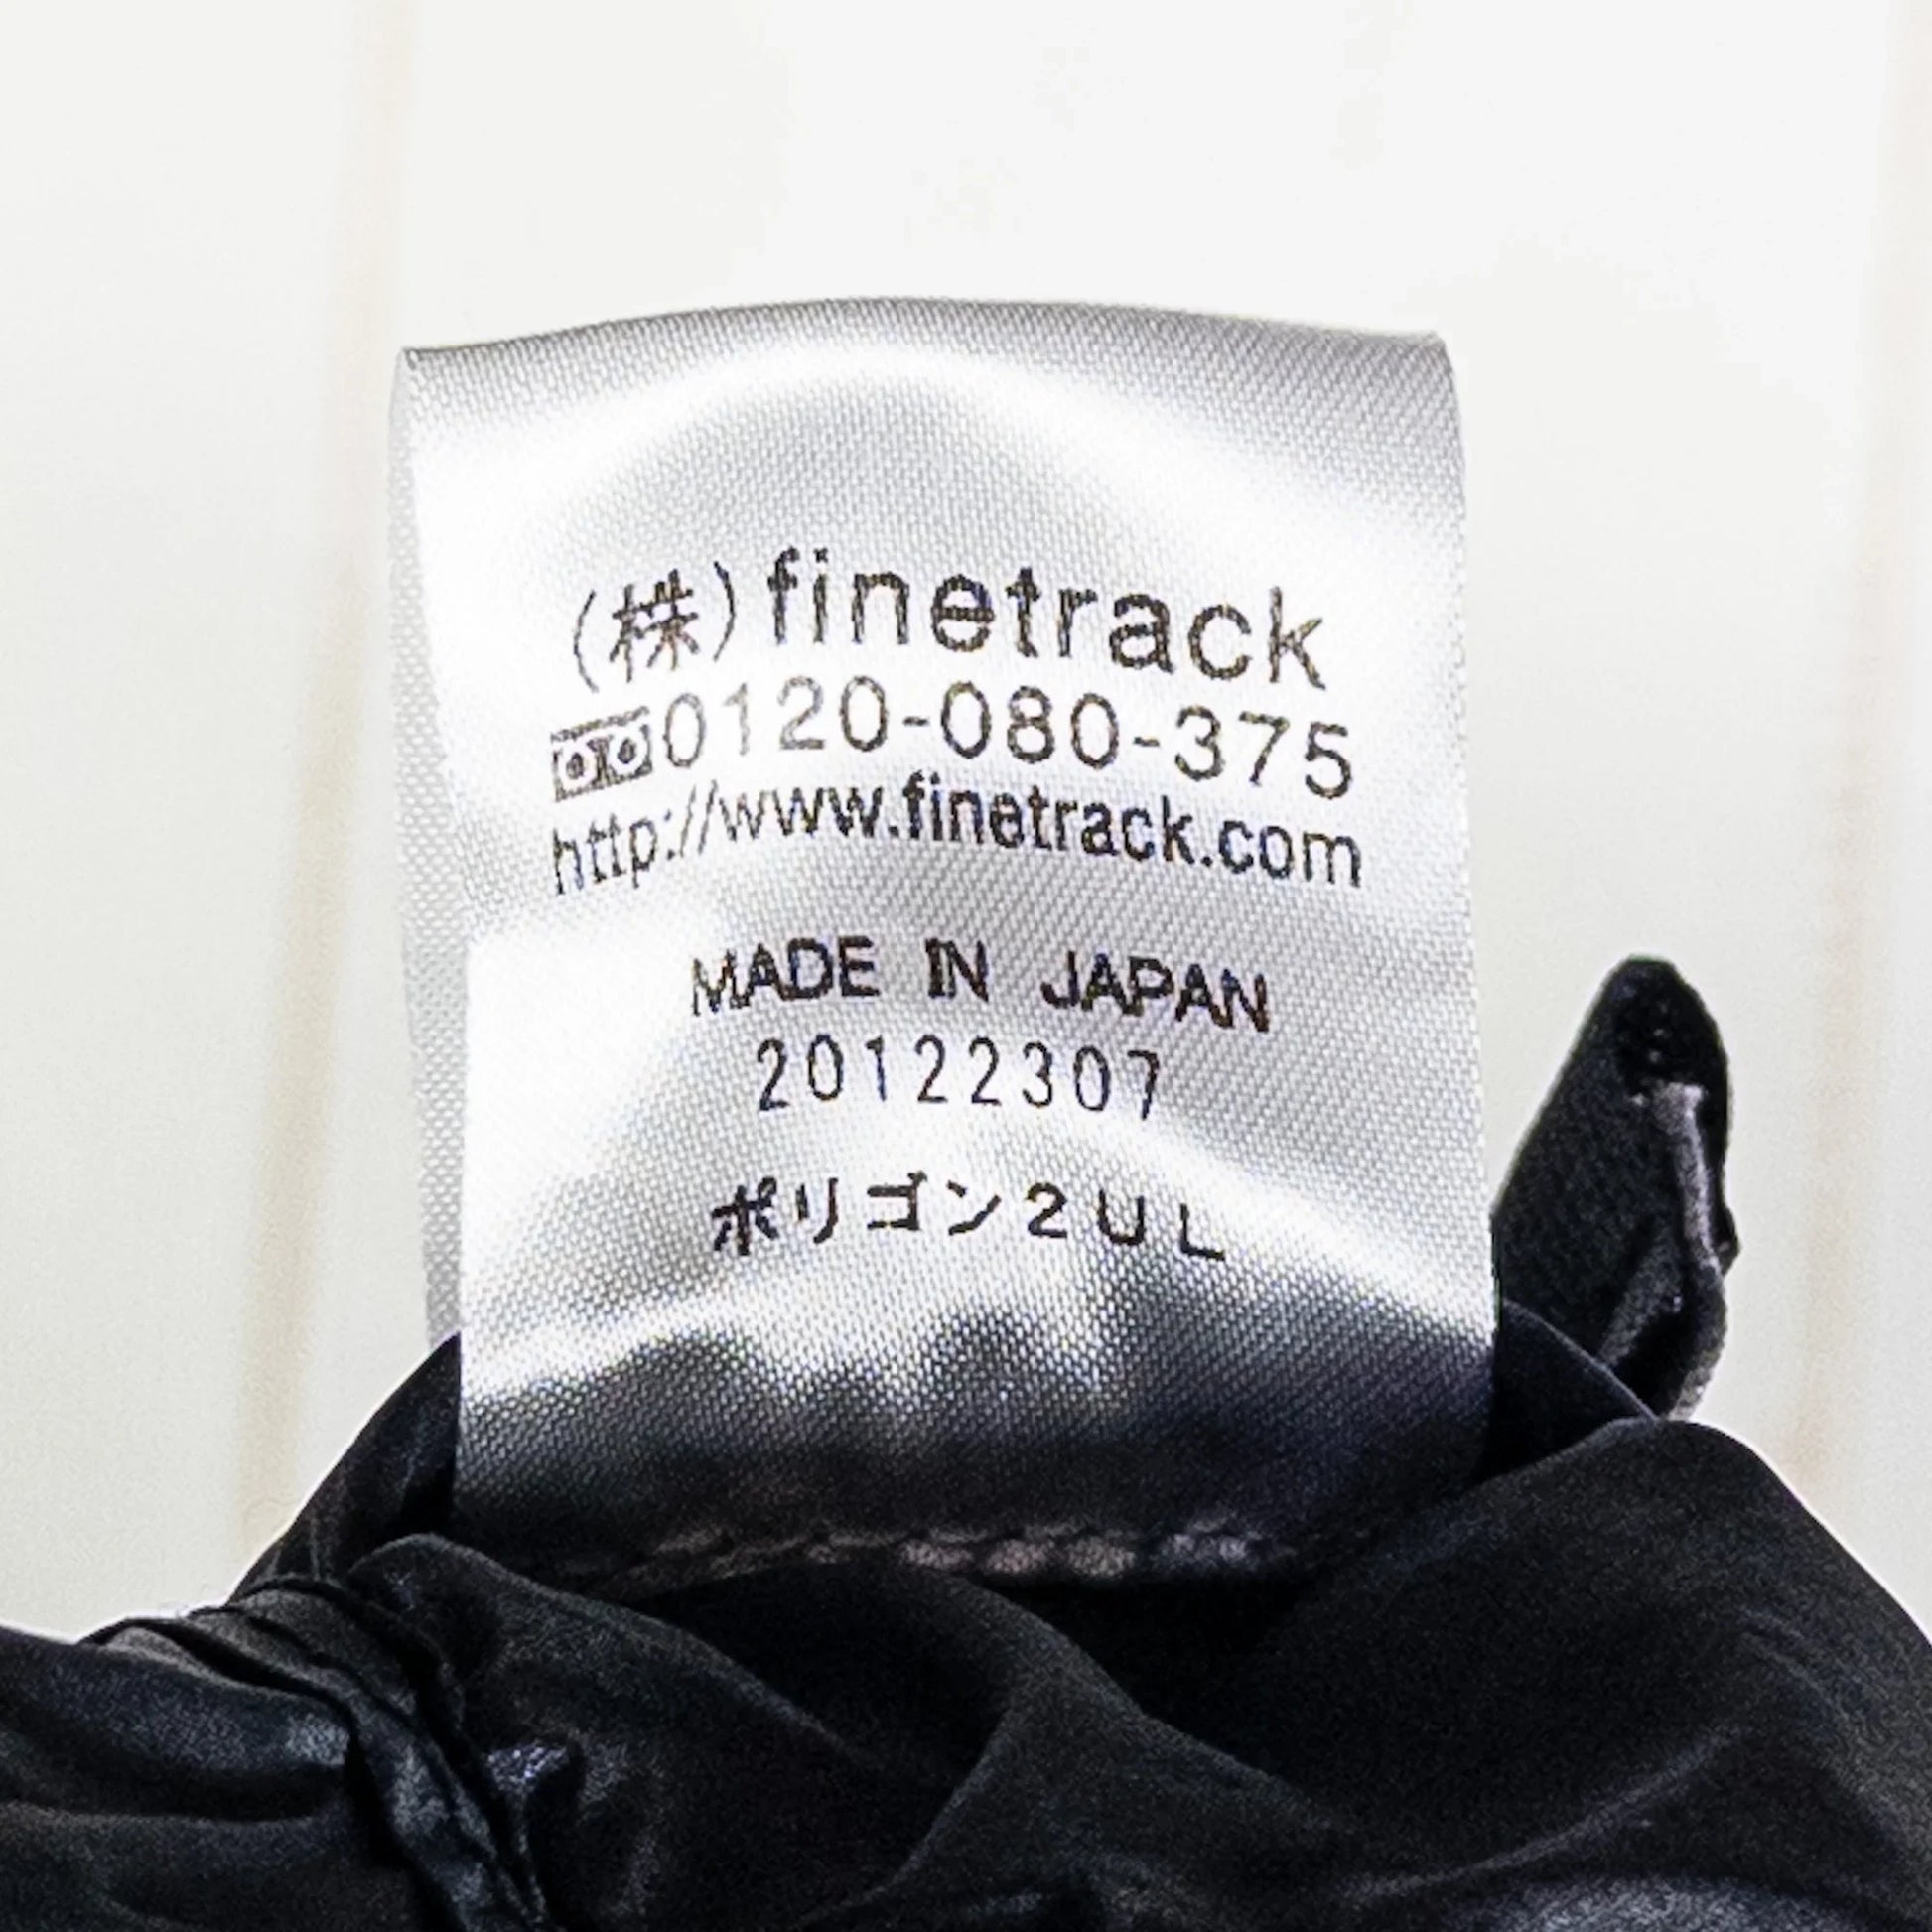 (株)finetrack
0120-080-375
http://www.finetrack.com
MADE IN JAPAN
20122307
ポリゴン2UL